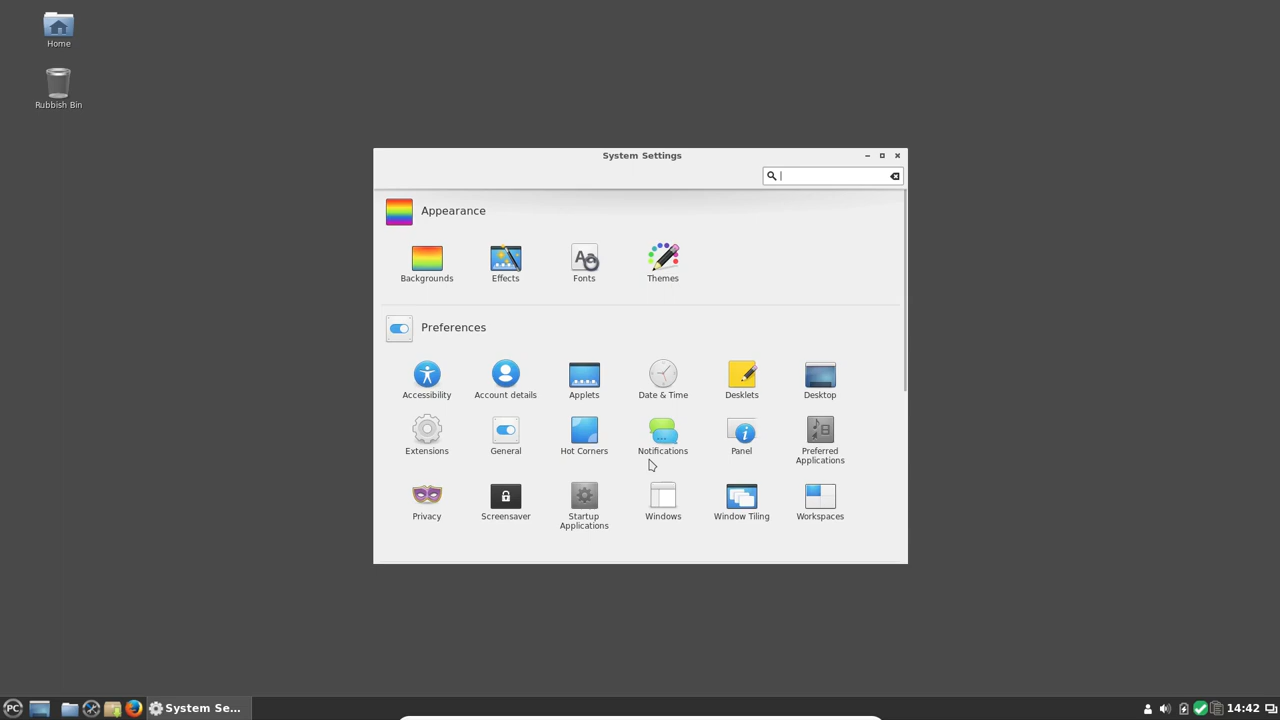 Home
Rubbish Bin
System Settings
Appearance
Backgrounds
Effects
Fonts
Themes
Preferences
Accessibility
Account details
Applets
Date & Time
Desklets
Desktop
Extensions
General
Hot Corners
Notifications
Panel
Preferred
Applications
Privacy
Screensaver
Startup
Applications
Windows
Window Tiling
Workspaces
PC
System Se...
14:42